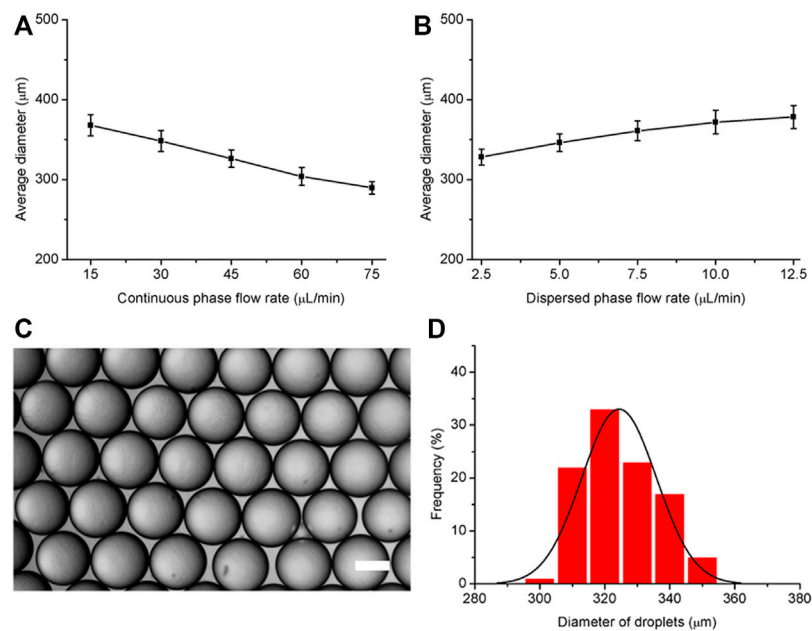 A
500
400
300
200
Average diameter (μm)
15 30 45 60 75
Continuous phase flow rate (μL/min)
B
500
400
300
200
Average diameter (μm)
2.5 5.0 7.5 10.0 12.5
Dispersed phase flow rate (μL/min)
C
D
40
30
20
10
0
Frequency (%)
280 300 320 340 360 380
Diameter of droplets (μm)